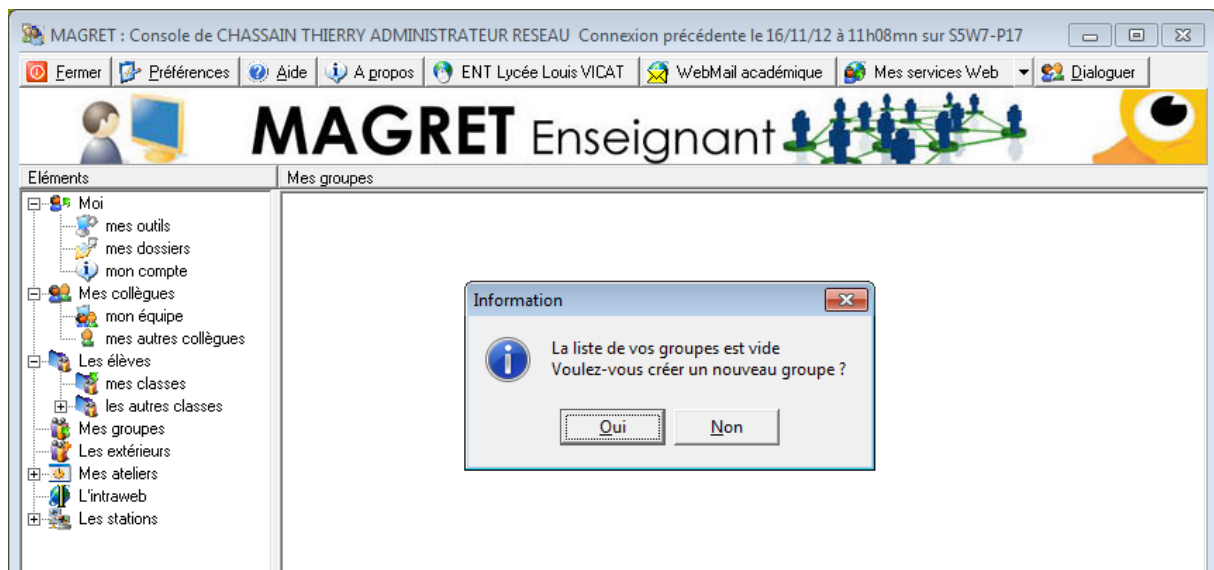 MAGRET : Console de CHASSAIN THIERRY ADMINISTRATEUR RESEAU Connexion précédente le 16/11/12 à 11h08mn sur S5W7-P17
Fermer Préférences Aide A propos ENT Lycée Louis VICAT WebMail académique Mes services Web Dialoguer
MAGRET Enseignant
Eléments Mes groupes
Moi
mes outils
mes dossiers
mon compte
Mes collègues
mon équipe
mes autres collègues
Les élèves
mes classes
les autres classes
Mes groupes
Les extérieurs
Mes ateliers
L'intraweb
Les stations
Information
La liste de vos groupes est vide
Voulez-vous créer un nouveau groupe ?
Oui Non